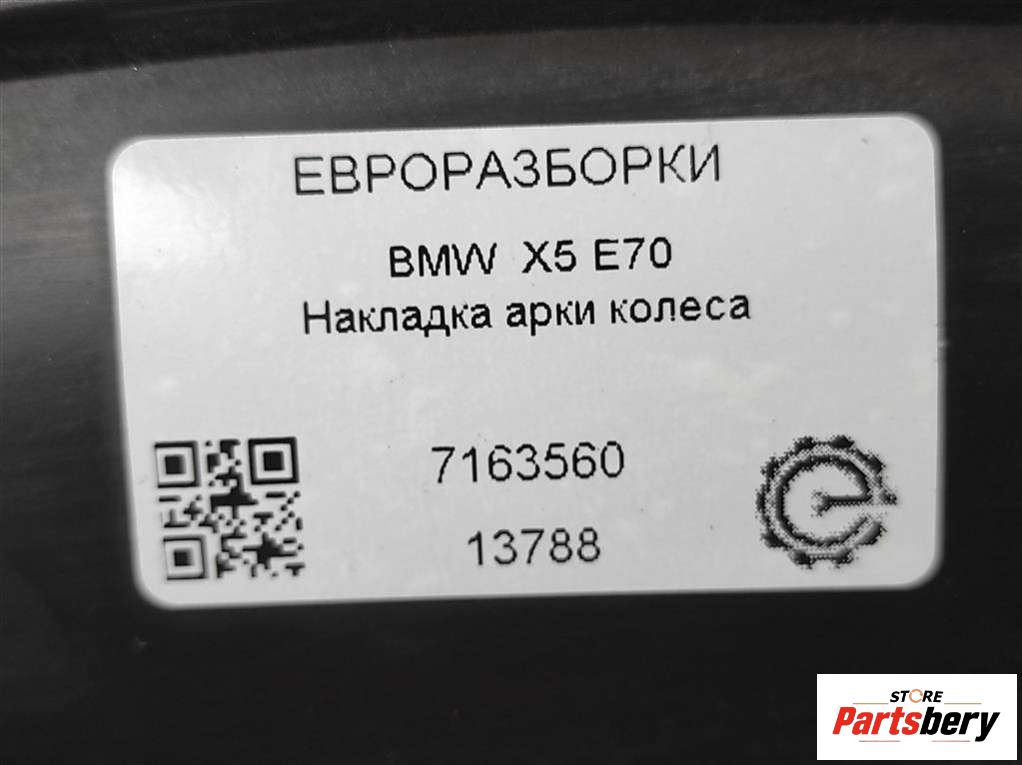 ЕВРОРАЗБОРКИ
BMW X5 E70
Накладка арки колеса
7163560
13788
STORE
Partsbery